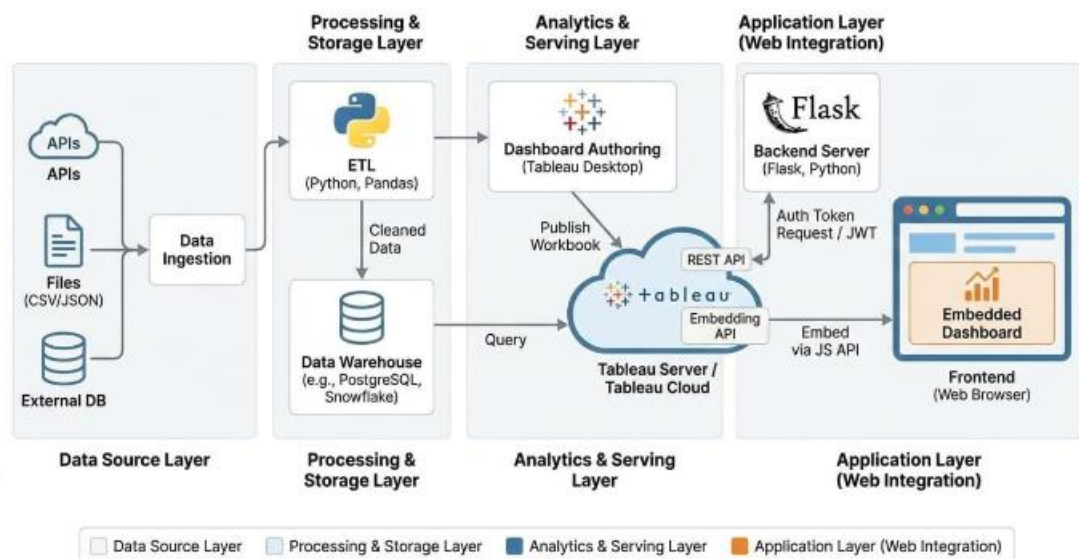 Processing &
Storage Layer
Analytics &
Serving Layer
Application Layer
(Web Integration)
APIs
APIs
Files
(CSV/JSON)
External DB
Data
Ingestion
Data Source Layer
ETL
(Python, Pandas)
Cleaned
Data
Data Warehouse
(e.g., PostgreSQL,
Snowflake)
Processing &
Storage Layer
Dashboard Authoring
(Tableau Desktop)
Publish
Workbook
Query
REST API
tableau
Embedding
API
Tableau Server /
Tableau Cloud
Analytics & Serving
Layer
Flask
Backend Server
(Flask, Python)
Auth Token
Request / JWT
Embed
via JS API
Embedded
Dashboard
Frontend
(Web Browser)
Application Layer
(Web Integration)
Data Source Layer
Processing & Storage Layer
Analytics & Serving Layer
Application Layer (Web Integration)